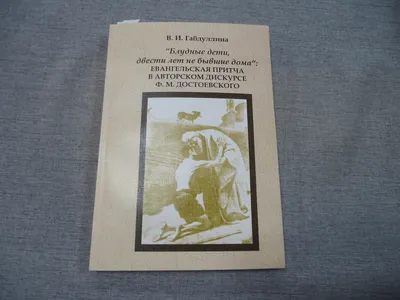 В. И. Габдуллина
"Блудные дети,
двести лет не бывшие дома":
ЕВАНГЕЛЬСКАЯ ПРИТЧА
В АВТОРСКОМ ДИСКУРСЕ
Ф. М. ДОСТОЕВСКОГО